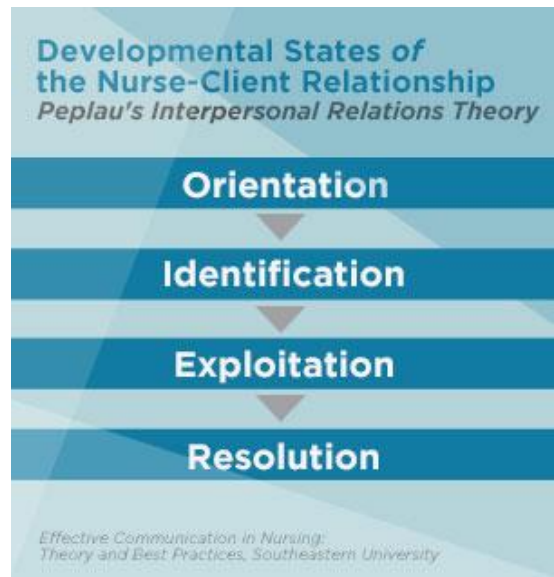 Developmental States of
the Nurse-Client Relationship
Peplau's Interpersonal Relations Theory
Orientation
Identification
Exploitation
Resolution
Effective Communication in Nursing:
Theory and Best Practices, Southeastern University